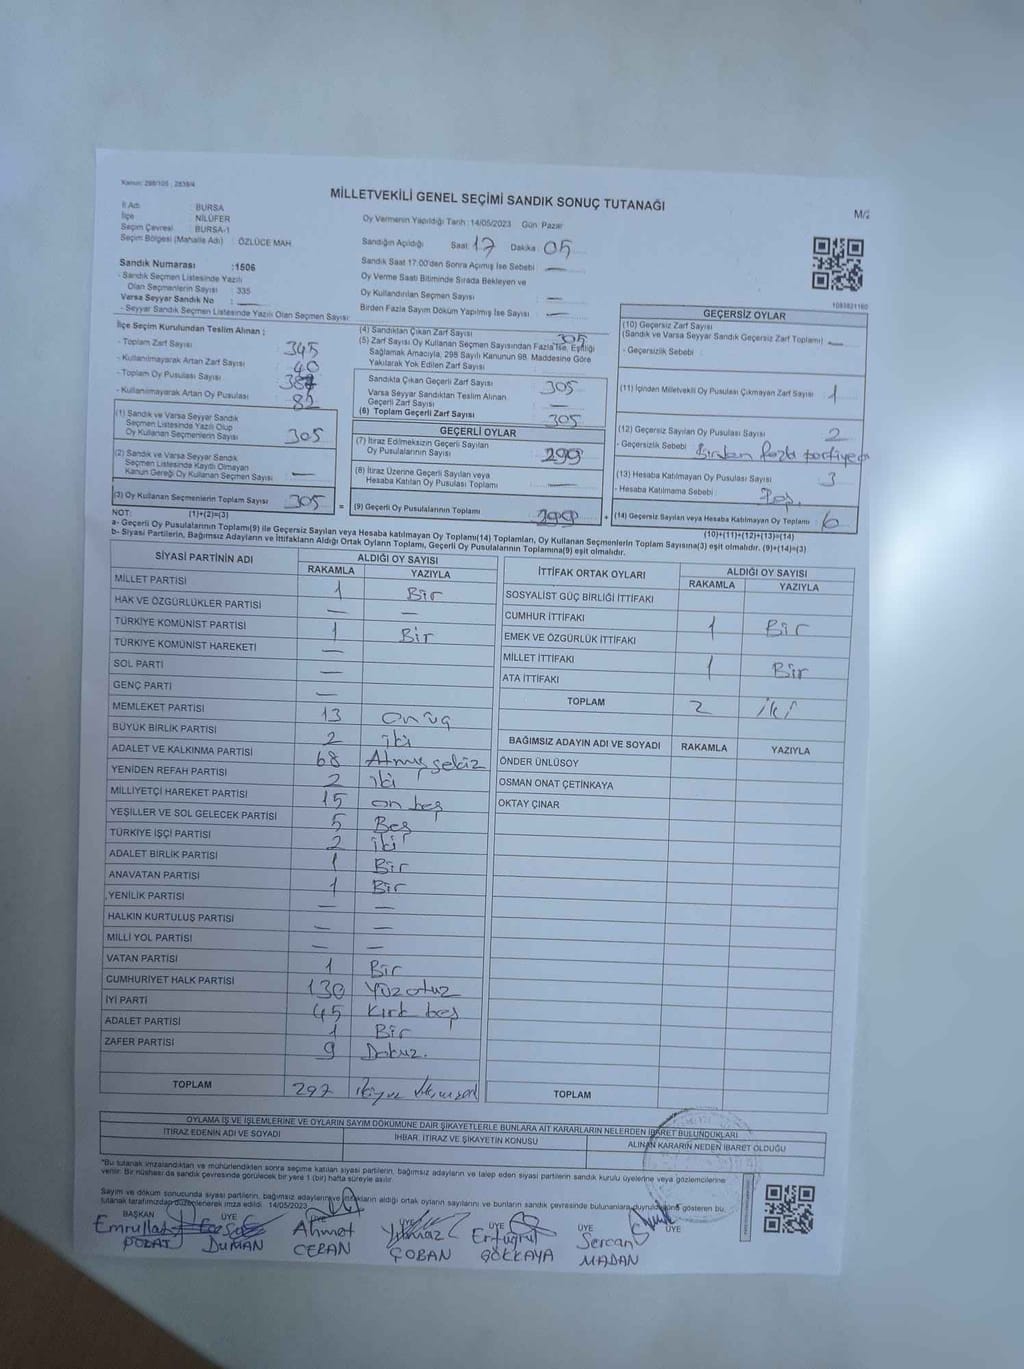 Kanun: 298/105 , 2839/4
MİLLETVEKİLİ GENEL SEÇİMİ SANDIK SONUÇ TUTANAĞI
M/2
İl Adı : BURSA
İlçe : NİLÜFER
Seçim Çevresi : BURSA-1
Seçim Bölgesi (Mahalle Adı) : ÖZLÜCE MAH.
Sandık Numarası :1506
- Sandık Seçmen Listesinde Yazılı
Olan Seçmenlerin Sayısı : 335
Varsa Seyyar Sandık No : —
- Seyyar Sandık Seçmen Listesinde Yazılı Olan Seçmen Sayısı:
Oy Vermenin Yapıldığı Tarih :14/05/2023 Gün :Pazar
Sandığın Açıldığı Saat 17 Dakika 05
Sandık Saat 17:00'den Sonra Açılmış İse Sebebi : —
Oy Verme Saati Bitiminde Sırada Bekleyen ve
Oy Kullandırılan Seçmen Sayısı : —
Birden Fazla Sayım Döküm Yapılmış İse Sayısı : —
1083821160
İlçe Seçim Kurulundan Teslim Alınan ;
- Toplam Zarf Sayısı 345
- Kullanılmayarak Artan Zarf Sayısı 40
- Toplam Oy Pusulası Sayısı
- Kullanılmayarak Artan Oy Pusulası 82
(1) Sandık ve Varsa Seyyar Sandık
Seçmen Listesinde Yazılı Olup
Oy Kullanan Seçmenlerin Sayısı 305
(2) Sandık ve Varsa Seyyar Sandık
Seçmen Listesinde Kayıtlı Olmayan
Kanun Gereği Oy Kullanan Seçmen Sayısı —
(3) Oy Kullanan Seçmenlerin Toplam Sayısı 305
(4) Sandıktan Çıkan Zarf Sayısı 305
(5) Zarf Sayısı Oy Kullanan Seçmen Sayısından Fazla İse, Eşitliği
Sağlamak Amacıyla, 298 Sayılı Kanunun 98. Maddesine Göre
Yakılarak Yok Edilen Zarf Sayısı
Sandıkta Çıkan Geçerli Zarf Sayısı 305
Varsa Seyyar Sandıktan Teslim Alınan
Geçerli Zarf Sayısı —
(6) Toplam Geçerli Zarf Sayısı 305
GEÇERLİ OYLAR
(7) İtiraz Edilmeksizin Geçerli Sayılan
Oy Pusulalarının Sayısı 299
(8) İtiraz Üzerine Geçerli Sayılan veya
Hesaba Katılan Oy Pusulası Toplamı —
= (9) Geçerli Oy Pusulalarının Toplamı 299 +
GEÇERSİZ OYLAR
(10) Geçersiz Zarf Sayısı
(Sandık ve Varsa Seyyar Sandık Geçersiz Zarf Toplamı) —
- Geçersizlik Sebebi :
(11) İçinden Milletvekili Oy Pusulası Çıkmayan Zarf Sayısı 1
(12) Geçersiz Sayılan Oy Pusulası Sayısı 2
- Geçersizlik Sebebi : Birden fazla partiye
(13) Hesaba Katılmayan Oy Pusulası Sayısı 3
- Hesaba Katılmama Sebebi : Boş.
(14) Geçersiz Sayılan veya Hesaba Katılmayan Oy Toplamı : 6
NOT: (1)+(2)=(3) (10)+(11)+(12)+(13)=(14)
a- Geçerli Oy Pusulalarının Toplamı(9) ile Geçersiz Sayılan veya Hesaba katılmayan Oy Toplamı(14) Toplamları, Oy Kullanan Seçmenlerin Toplam Sayısına(3) eşit olmalıdır. (9)+(14)=(3)
b- Siyasi Partilerin, Bağımsız Adayların ve İttifakların Aldığı Ortak Oyların Toplamı, Geçerli Oy Pusulalarının Toplamına(9) eşit olmalıdır.
SİYASİ PARTİNİN ADI ALDIĞI OY SAYISI
RAKAMLA YAZIYLA
MİLLET PARTİSİ 1 Bir
HAK VE ÖZGÜRLÜKLER PARTİSİ — —
TÜRKİYE KOMÜNİST PARTİSİ 1 Bir
TÜRKİYE KOMÜNİST HAREKETİ —
SOL PARTİ —
GENÇ PARTİ —
MEMLEKET PARTİSİ 13 on üç
BÜYÜK BİRLİK PARTİSİ 2 iki
ADALET VE KALKINMA PARTİSİ 68 Atmış sekiz
YENİDEN REFAH PARTİSİ 2 iki
MİLLİYETÇİ HAREKET PARTİSİ 15 on beş
YEŞİLLER VE SOL GELECEK PARTİSİ 5 Beş
TÜRKİYE İŞÇİ PARTİSİ 2 iki
ADALET BİRLİK PARTİSİ 1 Bir
ANAVATAN PARTİSİ 1 Bir
YENİLİK PARTİSİ — —
HALKIN KURTULUŞ PARTİSİ — —
MİLLİ YOL PARTİSİ — —
VATAN PARTİSİ 1 Bir
CUMHURİYET HALK PARTİSİ 130 Yüzotuz
İYİ PARTİ 45 Kırk beş
ADALET PARTİSİ 1 Bir
ZAFER PARTİSİ 9 Dokuz.
TOPLAM 297
İTTİFAK ORTAK OYLARI ALDIĞI OY SAYISI
RAKAMLA YAZIYLA
SOSYALİST GÜÇ BİRLİĞİ İTTİFAKI
CUMHUR İTTİFAKI 1 Bir
EMEK VE ÖZGÜRLÜK İTTİFAKI
MİLLET İTTİFAKI 1 Bir
ATA İTTİFAKI
TOPLAM 2 iki
BAĞIMSIZ ADAYIN ADI VE SOYADI RAKAMLA YAZIYLA
ÖNDER ÜNLÜSOY
OSMAN ONAT ÇETİNKAYA
OKTAY ÇINAR
TOPLAM
OYLAMA İŞ VE İŞLEMLERİNE VE OYLARIN SAYIM DÖKÜMÜNE DAİR ŞİKAYETLERLE BUNLARA AİT KARARLARIN NELERDEN İBARET BULUNDUKLARI
İTİRAZ EDENİN ADI VE SOYADI İHBAR, İTİRAZ VE ŞİKAYETİN KONUSU ALINAN KARARIN NEDEN İBARET OLDUĞU
"Bu tutanak imzalandıktan ve mühürlendikten sonra seçime katılan siyasi partilerin, bağımsız adayların ve talep eden siyasi partilerin sandık kurulu üyelerine veya gözlemcilerine
verilir. Bir nüshası da sandık çevresinde görülecek bir yere 1 (bir) hafta süreyle asılır.
Sayım ve döküm sonucunda siyasi partilerin, bağımsız adayların ve ittifakların aldığı ortak oyların sayılarını ve bunların sandık çevresinde bulunanlara duyrulduğunu gösteren bu,
tutanak tarafımızdan düzenlenerek imza edildi. 14/05/2023
BAŞKAN ÜYE ÜYE ÜYE ÜYE ÜYE ÜYE
Emrullah Ahmet Yılmaz Ertuğrul Sercan
POLAT DUMAN CERAN ÇOBAN GÖKKAYA MADAN